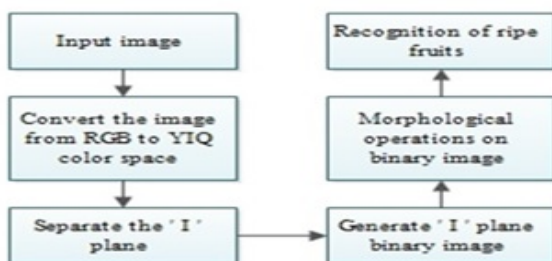 Input image
Convert the image
from RGB to YIQ
color space
Separate the ' I '
plane
Generate ' I ' plane
binary image
Morphological
operations on
binary image
Recognition of ripe
fruits